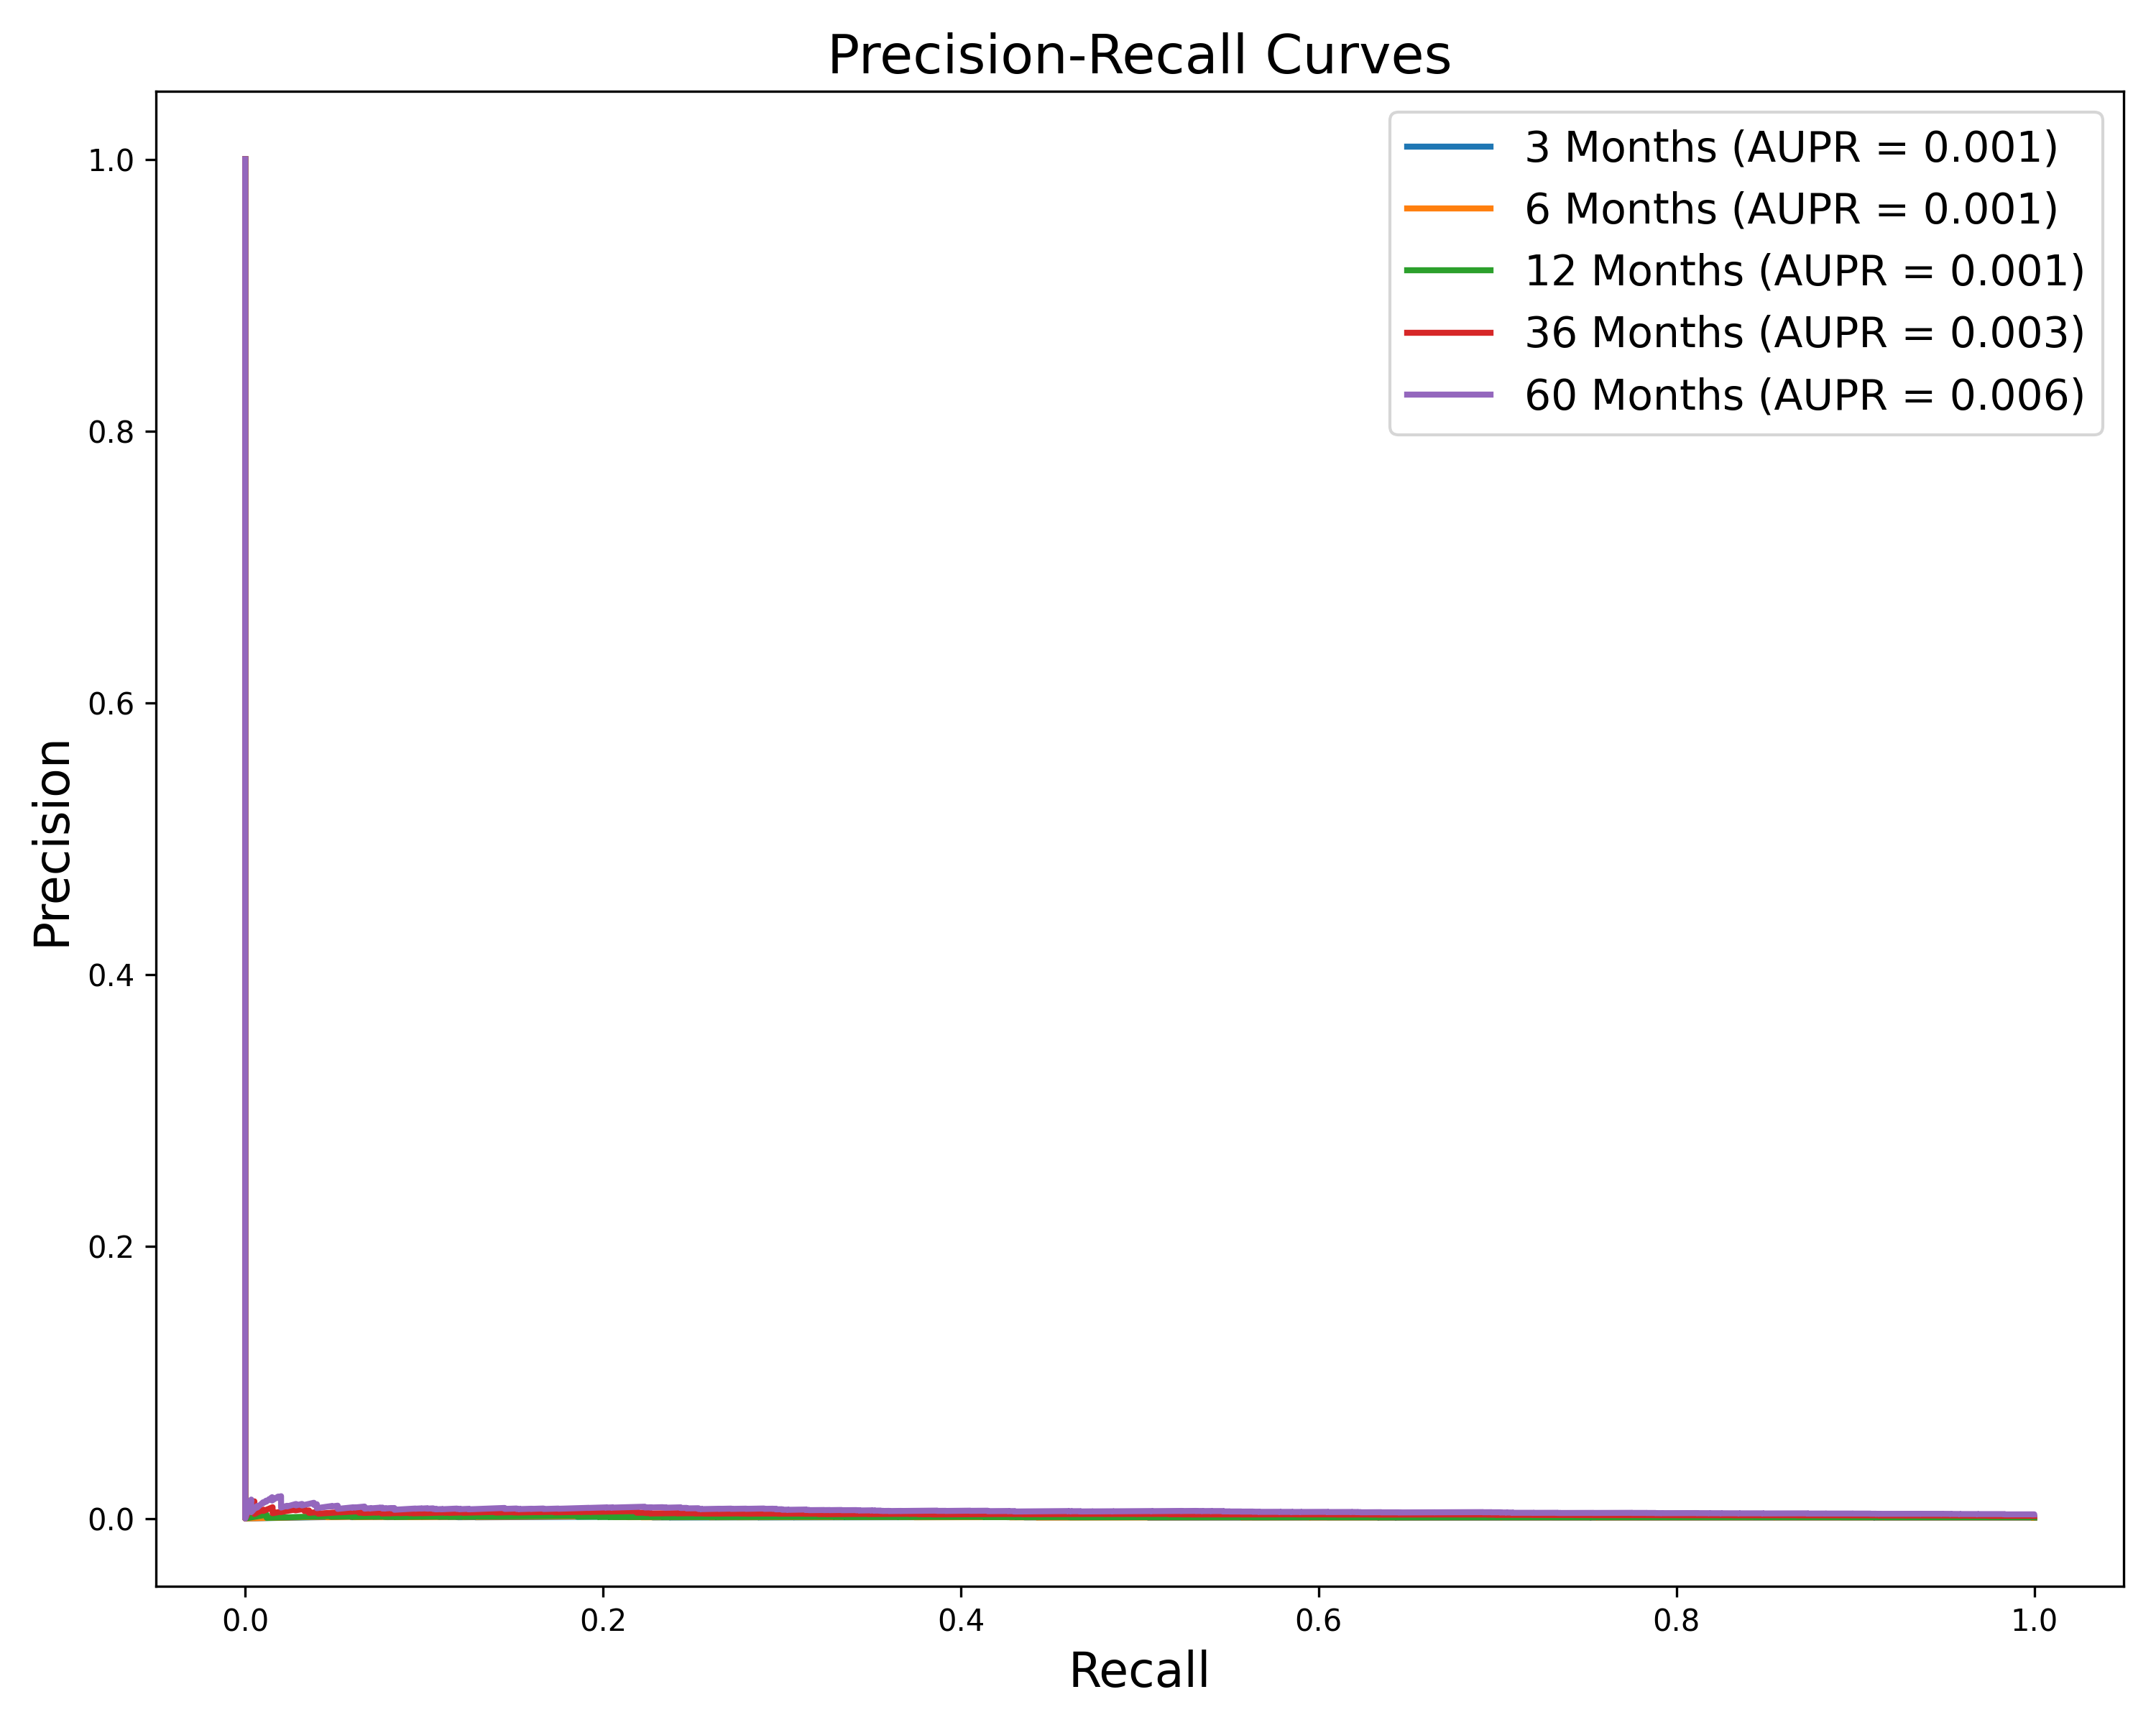 Precision-Recall Curves
3 Months (AUPR = 0.001)
6 Months (AUPR = 0.001)
12 Months (AUPR = 0.001)
36 Months (AUPR = 0.003)
60 Months (AUPR = 0.006)
Precision
1.0
0.8
0.6
0.4
0.2
0.0
0.0 0.2 0.4 0.6 0.8 1.0
Recall